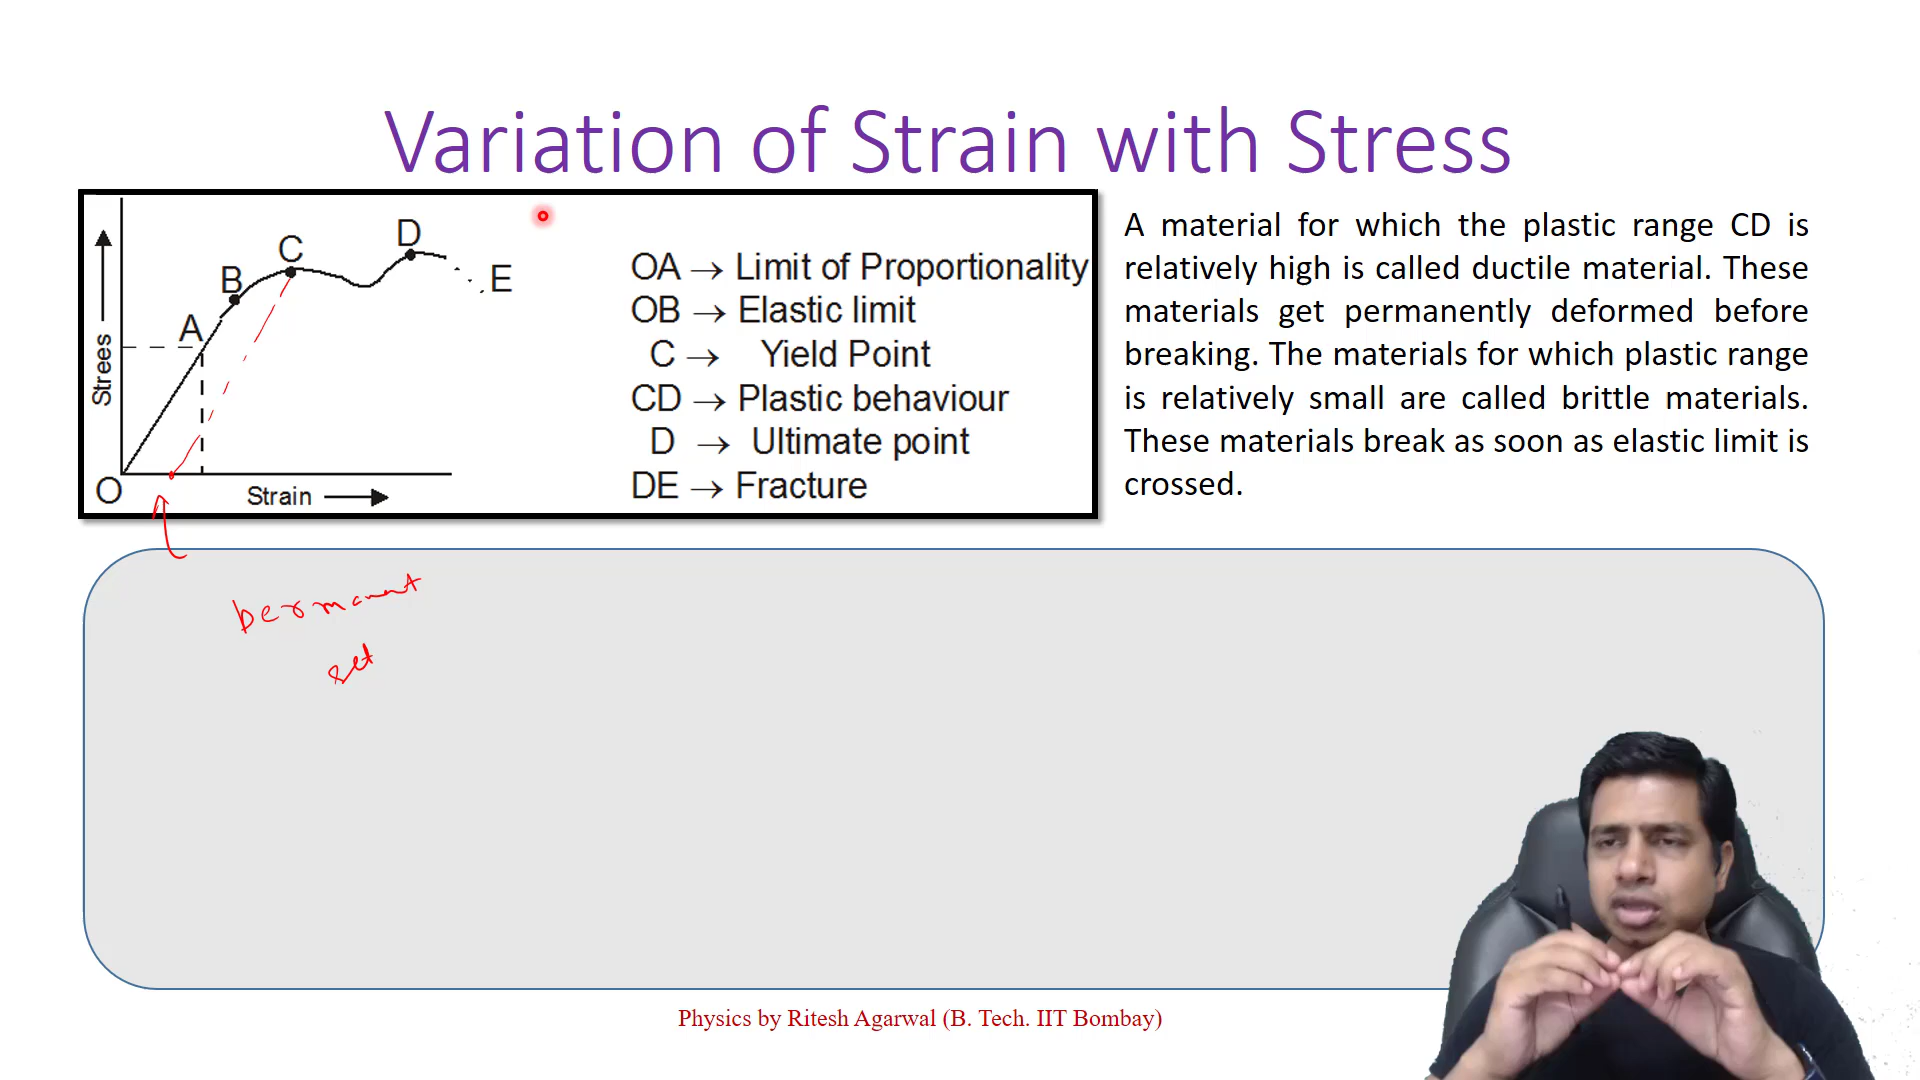 Variation of Strain with Stress
Strees
O
A
B
C
D
E
Strain
OA → Limit of Proportionality
OB → Elastic limit
C → Yield Point
CD → Plastic behaviour
D → Ultimate point
DE → Fracture
A material for which the plastic range CD is
relatively high is called ductile material. These
materials get permanently deformed before
breaking. The materials for which plastic range
is relatively small are called brittle materials.
These materials break as soon as elastic limit is
crossed.
permanent
set
Physics by Ritesh Agarwal (B. Tech. IIT Bombay)